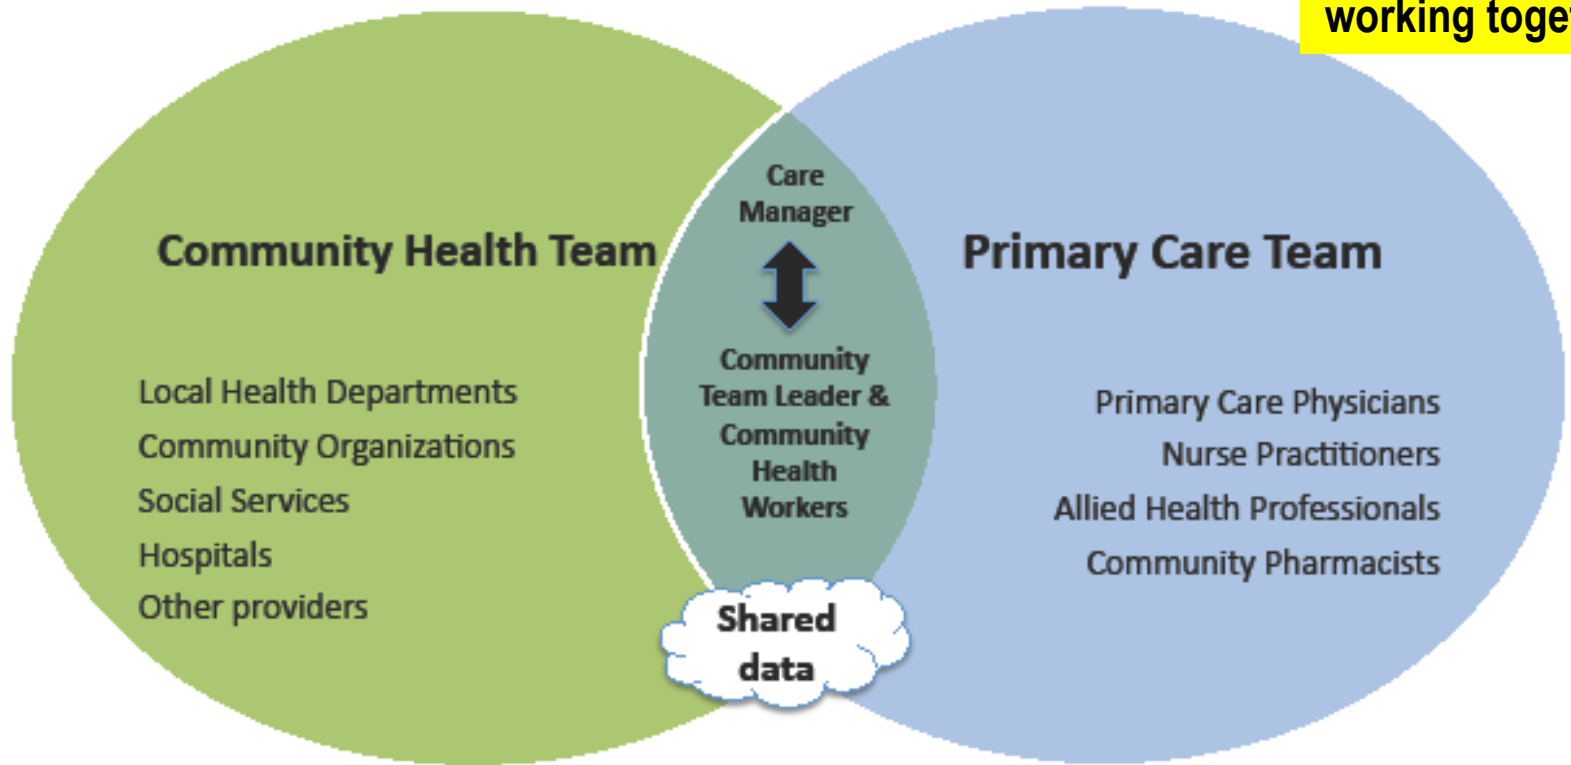 working
Community Health Team
Local Health Departments
Community Organizations
Social Services
Hospitals
Other providers
Care
Manager
Community
Team Leader &
Community
Health
Workers
Shared
data
Primary Care Team
Primary Care Physicians
Nurse Practitioners
Allied Health Professionals
Community Pharmacists